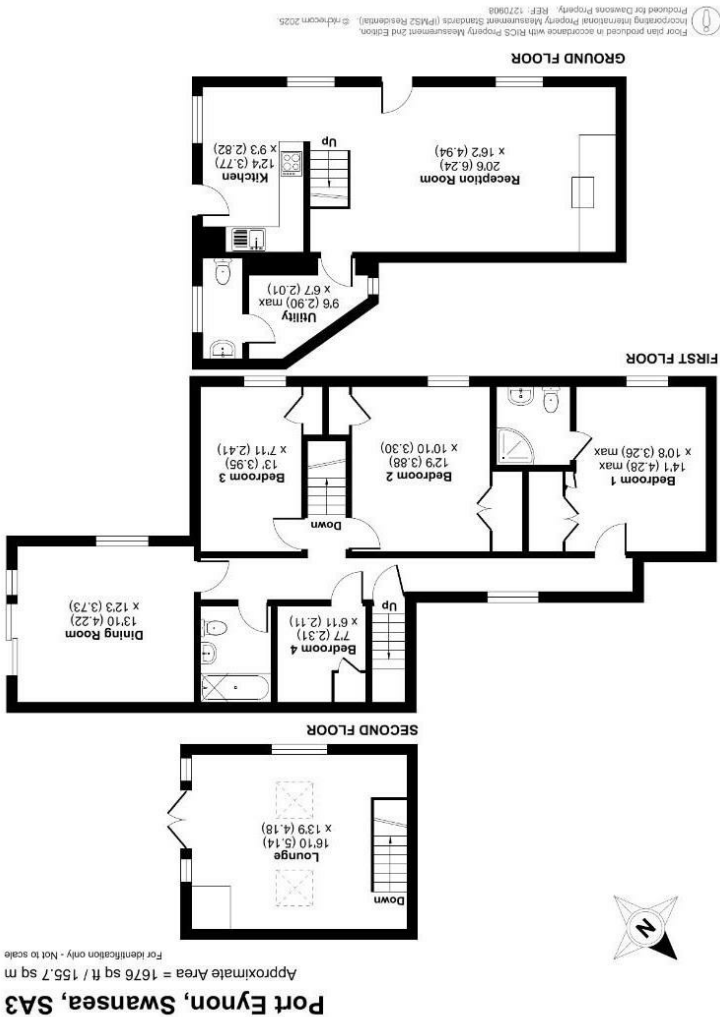 Port Eynon, Swansea, SA3
Approximate Area = 1676 sq ft / 155.7 sq m
For identification only - Not to scale
N
Down
Lounge
16'10 (5.14)
x 13'9 (4.18)
SECOND FLOOR
Up
Bedroom 4
7'7 (2.31)
x 6'11 (2.11)
Dining Room
13'10 (4.22)
x 12'3 (3.73)
Bedroom 1
14'1 (4.28) max
x 10'8 (3.26) max
Bedroom 2
12'9 (3.88)
x 10'10 (3.30)
Down
Bedroom 3
13' (3.95)
x 7'11 (2.41)
FIRST FLOOR
Utility
9'6 (2.90) max
x 6'7 (2.01)
Reception Room
20'6 (6.24)
x 16'2 (4.94)
Up
Kitchen
12'4 (3.77)
x 9'3 (2.82)
GROUND FLOOR
Floor plan produced in accordance with RICS Property Measurement 2nd Edition,
Incorporating International Property Measurement Standards (IPMS2 Residential). © nichecom 2025.
Produced for Dawsons Property. REF: 1270908